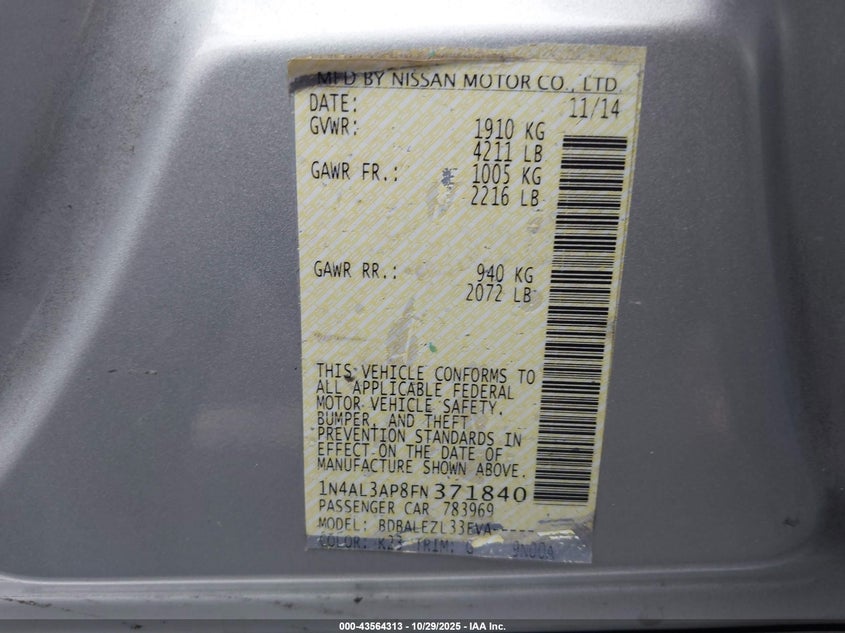 MFD BY NISSAN MOTOR CO., LTD.
DATE: 11/14
GVWR: 1910 KG
4211 LB
GAWR FR.: 1005 KG
2216 LB
GAWR RR.: 940 KG
2072 LB
THIS VEHICLE CONFORMS TO
ALL APPLICABLE FEDERAL
MOTOR VEHICLE SAFETY,
BUMPER, AND THEFT
PREVENTION STANDARDS IN
EFFECT ON THE DATE OF
MANUFACTURE SHOWN ABOVE.
1N4AL3AP8FN371840
PASSENGER CAR 783969
MODEL: BDBALEZL33EVA-----
COLOR: K23 TRIM: G
000-43564313 | 10/29/2025 - IAA Inc.